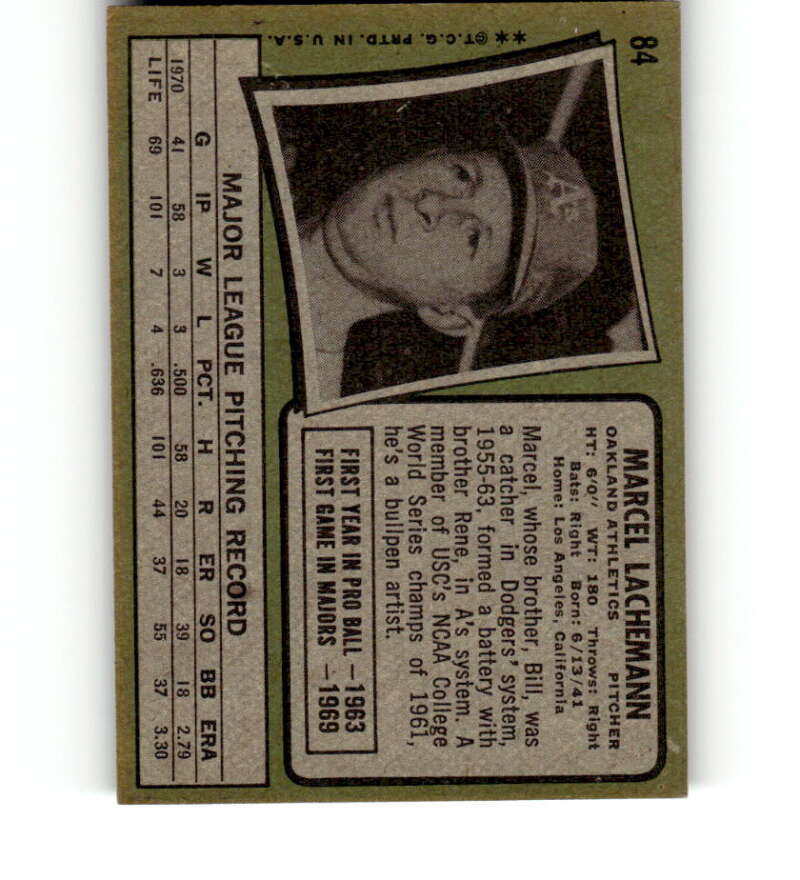 84
**©T.C.G. PRTD. IN U.S.A.
A's
MARCEL LACHEMANN
OAKLAND ATHLETICS PITCHER
HT: 6'0" WT: 180 Throws: Right
Bats: Right Born: 6/13/41
Home: Los Angeles, California
Marcel, whose brother, Bill, was
a catcher in Dodgers' system,
1955-63, formed a battery with
brother Rene, in A's system. A
member of USC's NCAA College
World Series champs of 1961,
he's a bullpen artist.
FIRST YEAR IN PRO BALL —1963
FIRST GAME IN MAJORS —1969
MAJOR LEAGUE PITCHING RECORD
G IP W L PCT. H R ER SO BB ERA
1970 41 58 3 3 .500 58 20 18 39 18 2.79
LIFE 69 101 7 4 .636 101 44 37 55 37 3.30